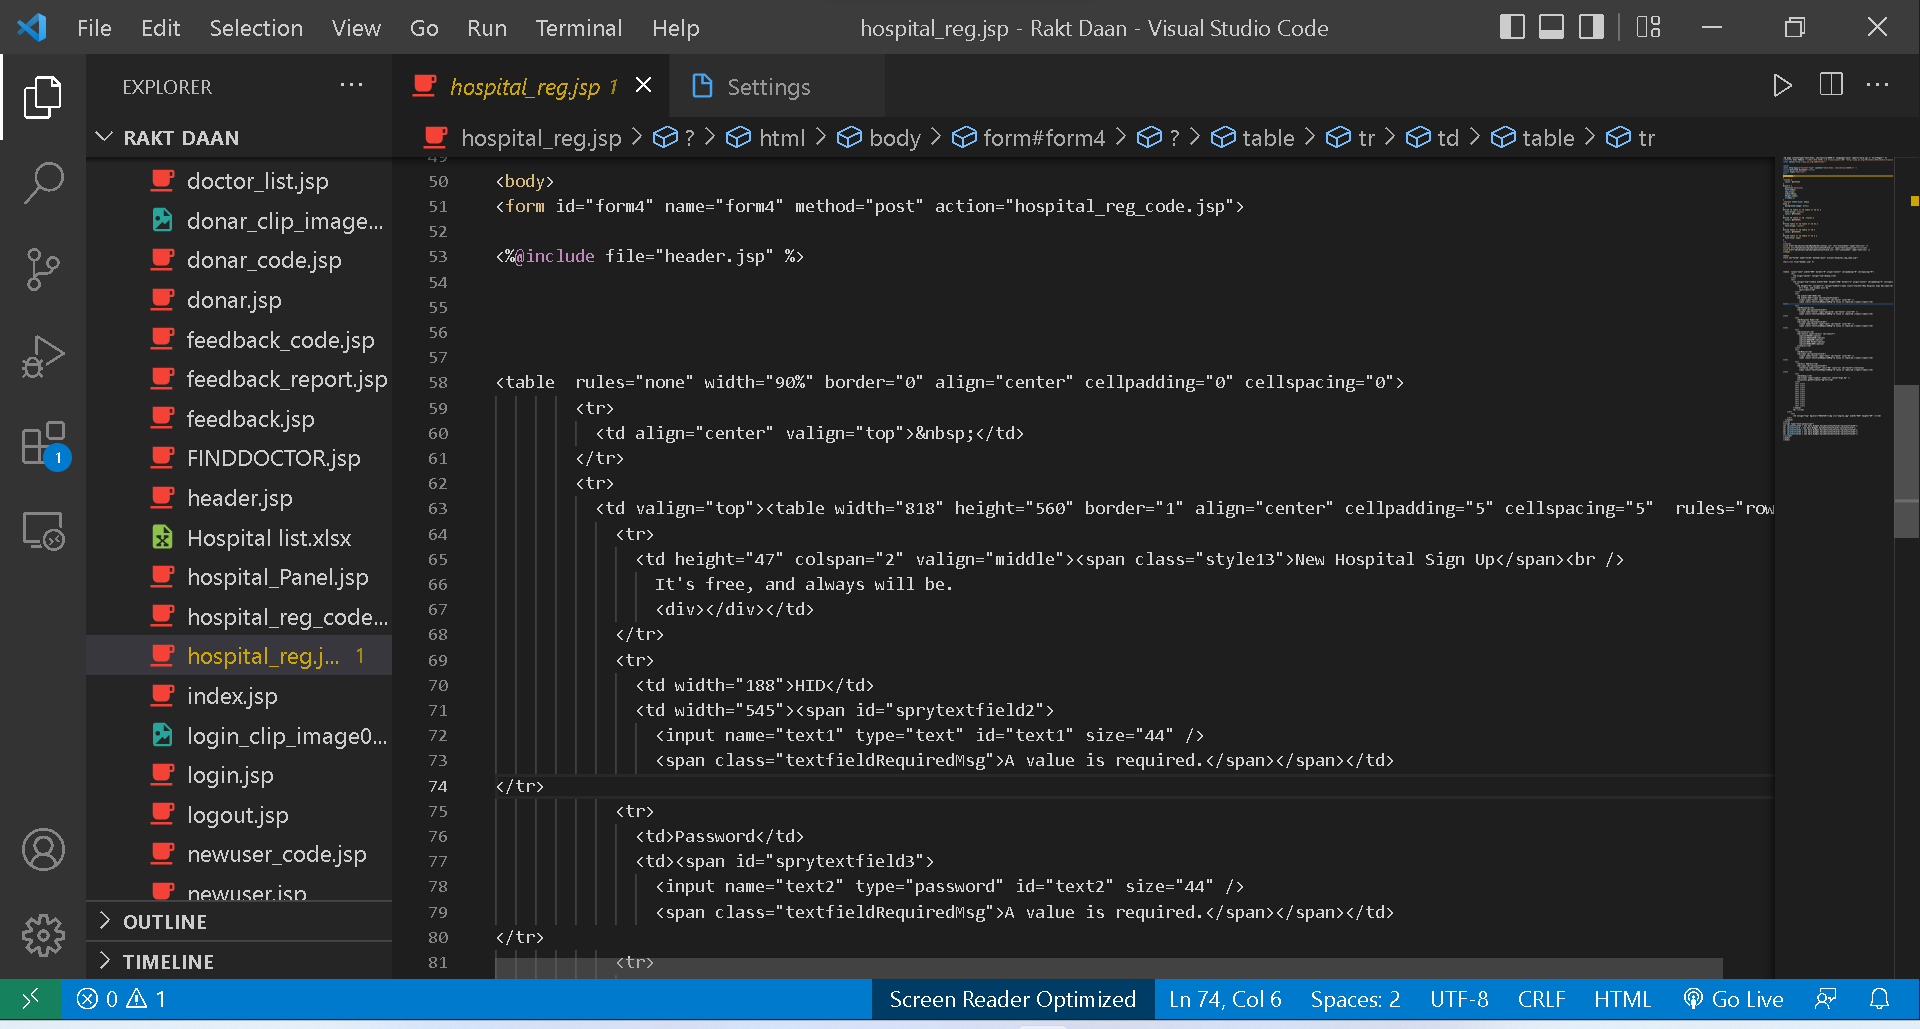 File Edit Selection View Go Run Terminal Help
hospital_reg.jsp - Rakt Daan - Visual Studio Code
EXPLORER
hospital_reg.jsp 1
Settings
RAKT DAAN
hospital_reg.jsp > ? > html > body > form#form4 > ? > table > tr > td > table > tr
doctor_list.jsp
donar_clip_image...
donar_code.jsp
donar.jsp
feedback_code.jsp
feedback_report.jsp
feedback.jsp
FINDDOCTOR.jsp
header.jsp
Hospital list.xlsx
hospital_Panel.jsp
hospital_reg_code...
hospital_reg.j... 1
index.jsp
login_clip_image0...
login.jsp
logout.jsp
newuser_code.jsp
newuser.jsp
OUTLINE
TIMELINE
1
49
50 <body>
51 <form id="form4" name="form4" method="post" action="hospital_reg_code.jsp">
52
53 <%@include file="header.jsp" %>
54
55
56
57
58 <table  rules="none" width="90%" border="0" align="center" cellpadding="0" cellspacing="0">
59 <tr>
60 <td align="center" valign="top">&nbsp;</td>
61 </tr>
62 <tr>
63 <td valign="top"><table width="818" height="560" border="1" align="center" cellpadding="5" cellspacing="5"  rules="row
64 <tr>
65 <td height="47" colspan="2" valign="middle"><span class="style13">New Hospital Sign Up</span><br />
66 It's free, and always will be.
67 <div></div></td>
68 </tr>
69 <tr>
70 <td width="188">HID</td>
71 <td width="545"><span id="sprytextfield2">
72 <input name="text1" type="text" id="text1" size="44" />
73 <span class="textfieldRequiredMsg">A value is required.</span></span></td>
74 </tr>
75 <tr>
76 <td>Password</td>
77 <td><span id="sprytextfield3">
78 <input name="text2" type="password" id="text2" size="44" />
79 <span class="textfieldRequiredMsg">A value is required.</span></span></td>
80 </tr>
81 <tr>
0 1
Screen Reader Optimized Ln 74, Col 6 Spaces: 2 UTF-8 CRLF HTML Go Live